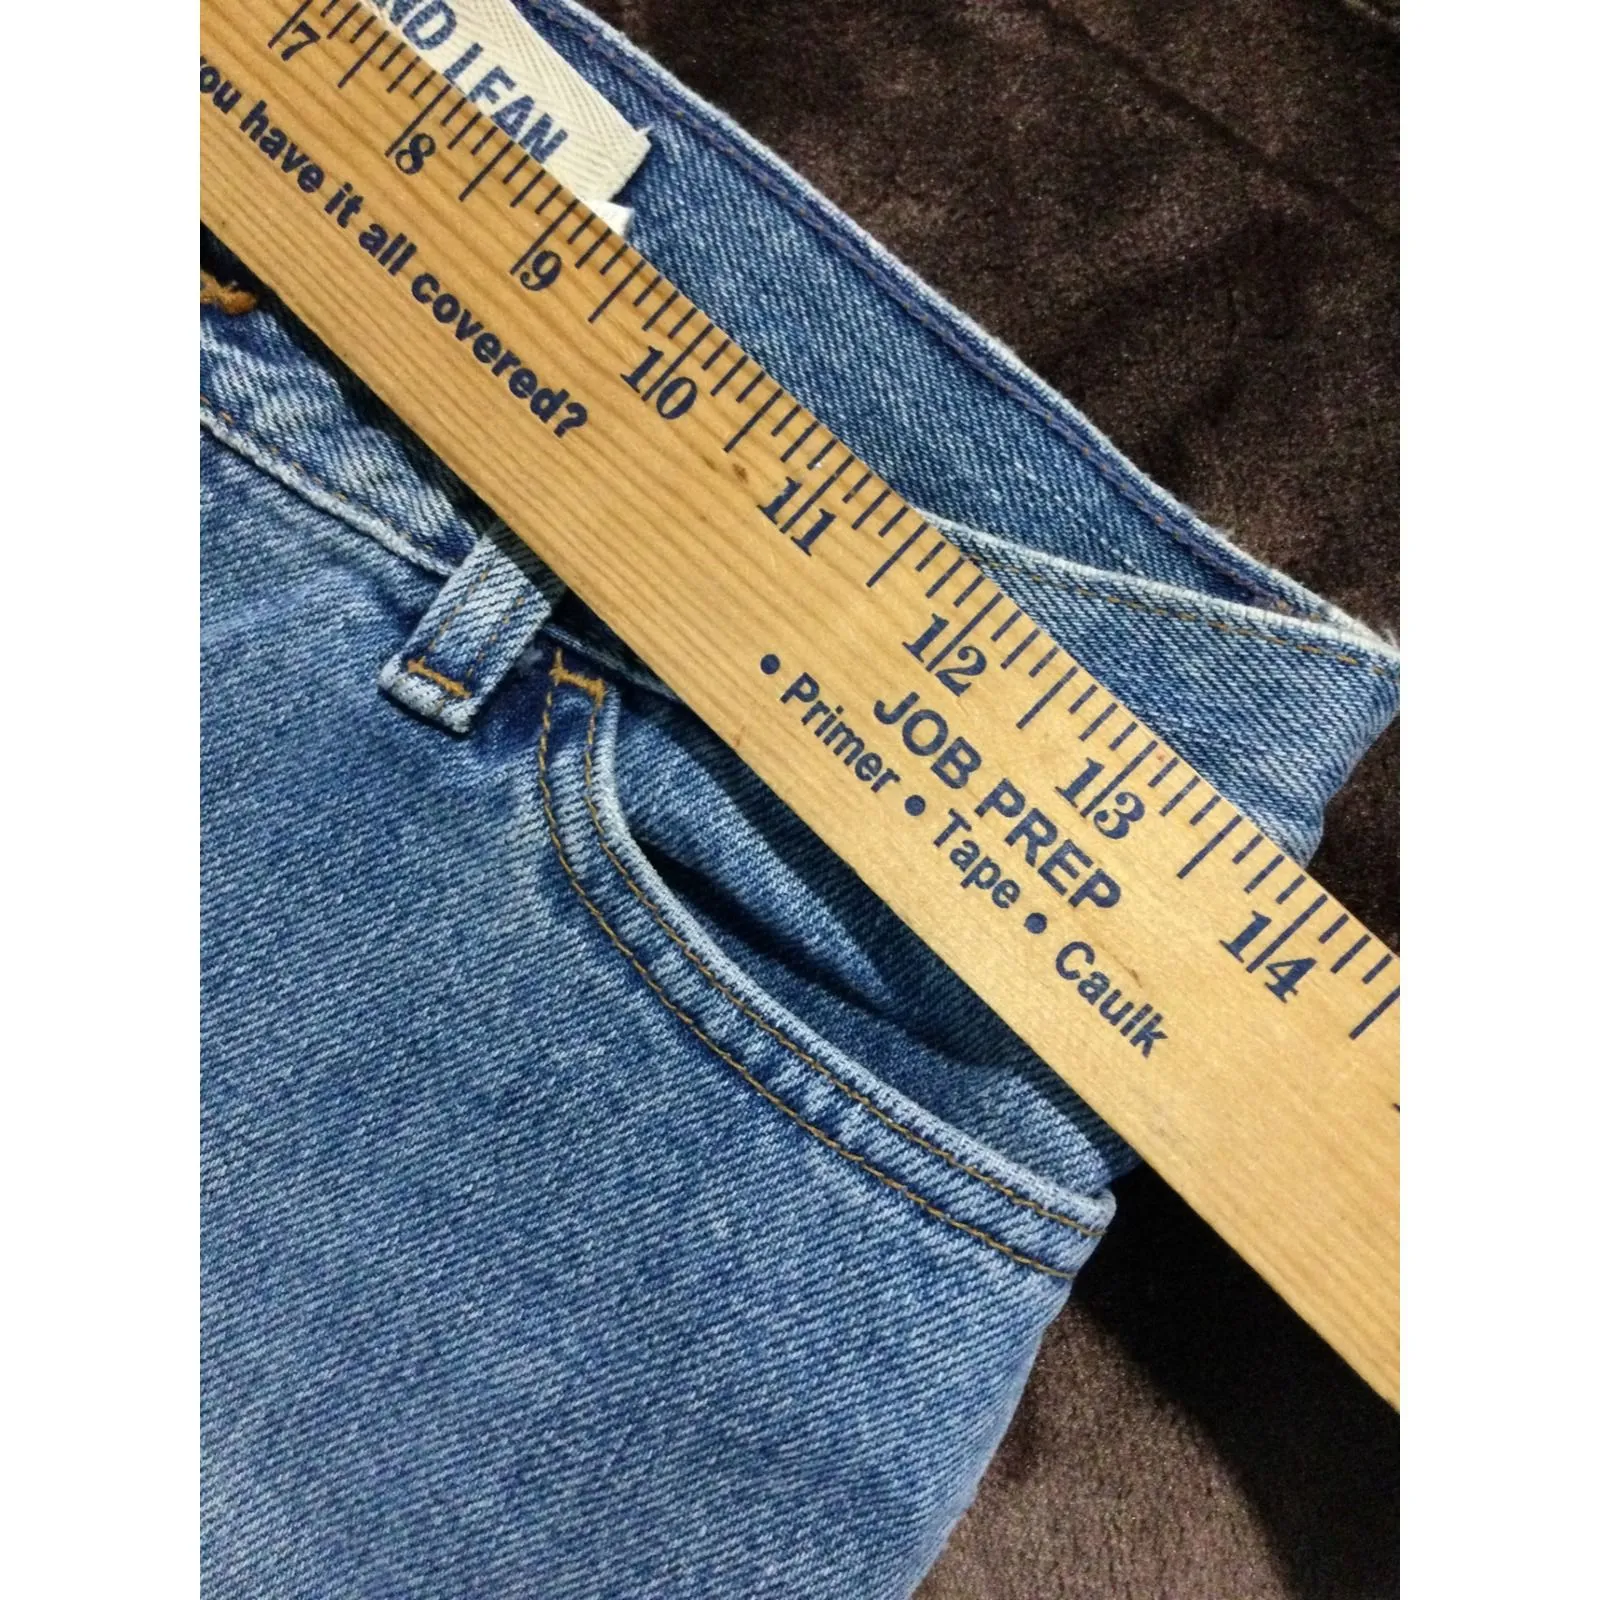 ND LEAN
7 8 9 10 11 12 13 14
you have it all covered?
JOB PREP
• Primer • Tape • Caulk